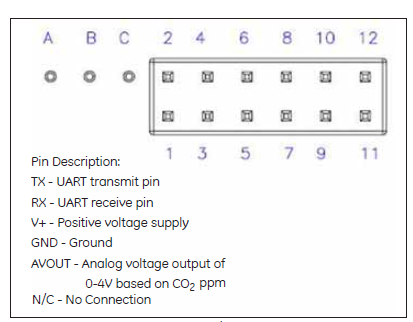 A B C 2 4 6 8 10 12
1 3 5 7 9 11
Pin Description:
TX - UART transmit pin
RX - UART receive pin
V+ - Positive voltage supply
GND - Ground
AVOUT - Analog voltage output of
0-4V based on CO2 ppm
N/C - No Connection